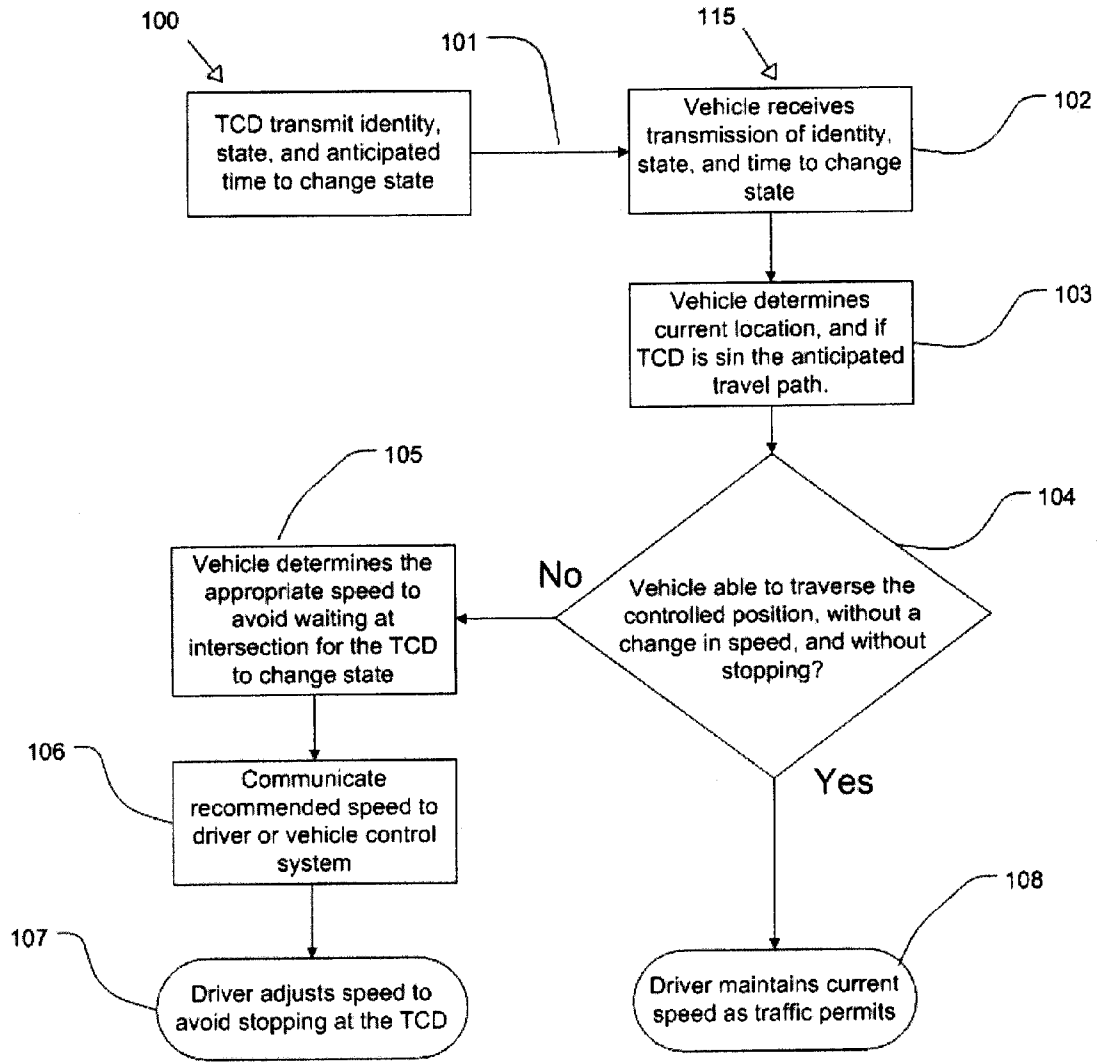 100
101
115
TCD transmit identity,
state, and anticipated
time to change state
Vehicle receives
transmission of identity,
state, and time to change
state
102
Vehicle determines
current location, and if
TCD is sin the anticipated
travel path.
103
104
Vehicle able to traverse the
controlled position, without a
change in speed, and without
stopping?
No
Yes
105
Vehicle determines the
appropriate speed to
avoid waiting at
intersection for the TCD
to change state
106
Communicate
recommended speed to
driver or vehicle control
system
107
Driver adjusts speed to
avoid stopping at the TCD
108
Driver maintains current
speed as traffic permits